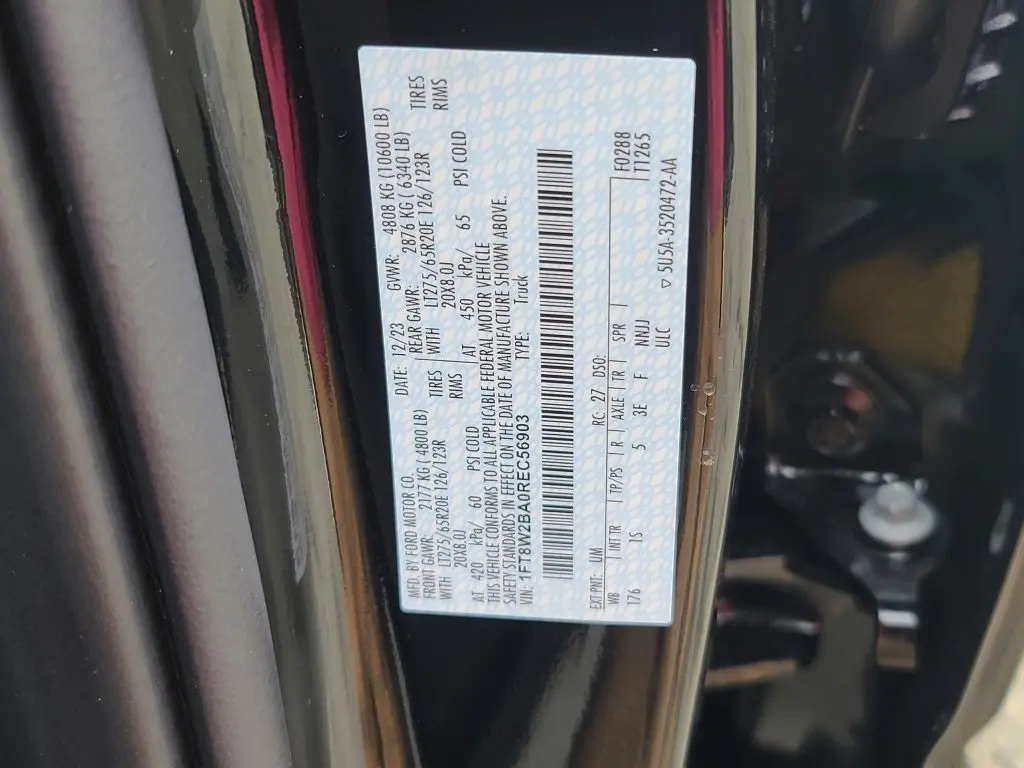 MFD. BY FORD MOTOR CO. DATE: 12/23 GVWR: 4808 KG (10600 LB)
FRONT GAWR: 2177 KG ( 4800 LB) REAR GAWR: 2876 KG ( 6340 LB)
WITH LT275/65R20E 126/123R TIRES WITH LT275/65R20E 126/123R TIRES
20X8.0J RIMS 20X8.0J RIMS
AT 420 kPa/ 60 PSI COLD AT 450 kPa/ 65 PSI COLD
THIS VEHICLE CONFORMS TO ALL APPLICABLE FEDERAL MOTOR VEHICLE
SAFETY STANDARDS IN EFFECT ON THE DATE OF MANUFACTURE SHOWN ABOVE.
VIN: 1FT8W2BA0REC56903 TYPE: Truck
EXT PNT: UM RC: 27 DSO: F0288
WB INT TR TP/PS R AXLE TR SPR T1265
176 1S 5 3E F NNJJ
ULC ▽ 5U5A-3520472-AA